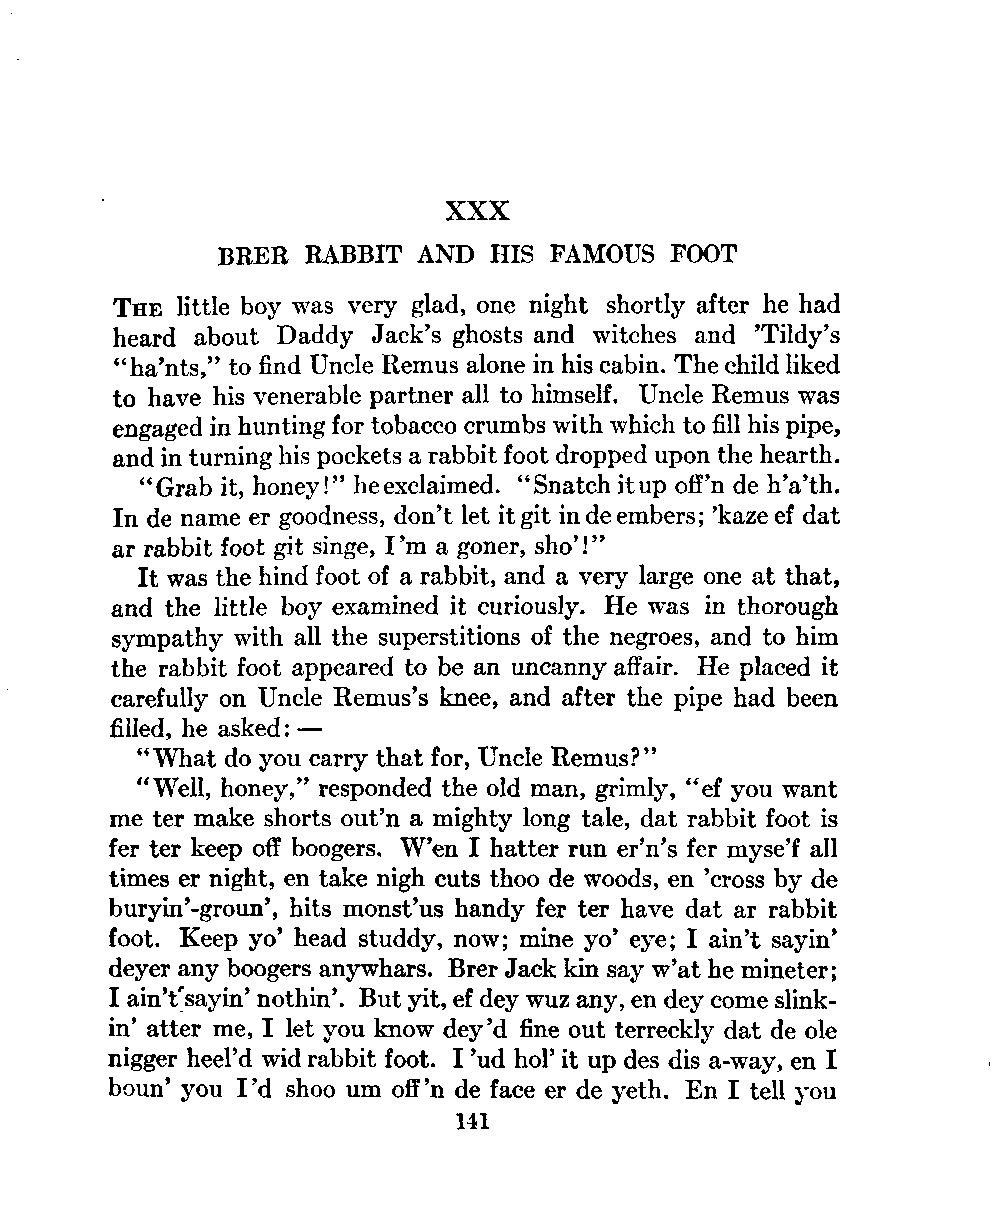 XXX
BRER RABBIT AND HIS FAMOUS FOOT
THE little boy was very glad, one night shortly after he had
heard about Daddy Jack's ghosts and witches and 'Tildy's
"ha'nts," to find Uncle Remus alone in his cabin. The child liked
to have his venerable partner all to himself. Uncle Remus was
engaged in hunting for tobacco crumbs with which to fill his pipe,
and in turning his pockets a rabbit foot dropped upon the hearth.
"Grab it, honey!" he exclaimed. "Snatch it up off'n de h'a'th.
In de name er goodness, don't let it git in de embers; 'kaze ef dat
ar rabbit foot git singe, I'm a goner, sho'!"
It was the hind foot of a rabbit, and a very large one at that,
and the little boy examined it curiously. He was in thorough
sympathy with all the superstitions of the negroes, and to him
the rabbit foot appeared to be an uncanny affair. He placed it
carefully on Uncle Remus's knee, and after the pipe had been
filled, he asked: —
"What do you carry that for, Uncle Remus?"
"Well, honey," responded the old man, grimly, "ef you want
me ter make shorts out'n a mighty long tale, dat rabbit foot is
fer ter keep off boogers. W'en I hatter run er'n's fer myse'f all
times er night, en take nigh cuts thoo de woods, en 'cross by de
buryin'-groun', hits monst'us handy fer ter have dat ar rabbit
foot. Keep yo' head studdy, now; mine yo' eye; I ain't sayin'
deyer any boogers anywhars. Brer Jack kin say w'at he mineter;
I ain't sayin' nothin'. But yit, ef dey wuz any, en dey come slink-
in' atter me, I let you know dey'd fine out terreckly dat de ole
nigger heel'd wid rabbit foot. I 'ud hol' it up des dis a-way, en I
boun' you I'd shoo um off'n de face er de yeth. En I tell you
141